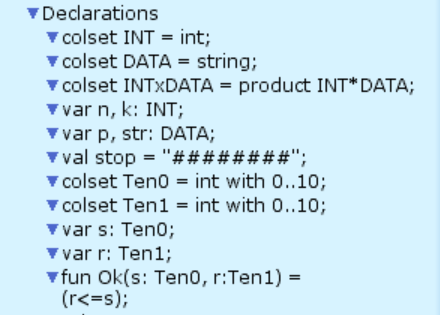 Declarations
colset INT = int;
colset DATA = string;
colset INTxDATA = product INT*DATA;
var n, k: INT;
var p, str: DATA;
val stop = "########";
colset Ten0 = int with 0..10;
colset Ten1 = int with 0..10;
var s: Ten0;
var r: Ten1;
fun Ok(s: Ten0, r:Ten1) =
(r<=s);